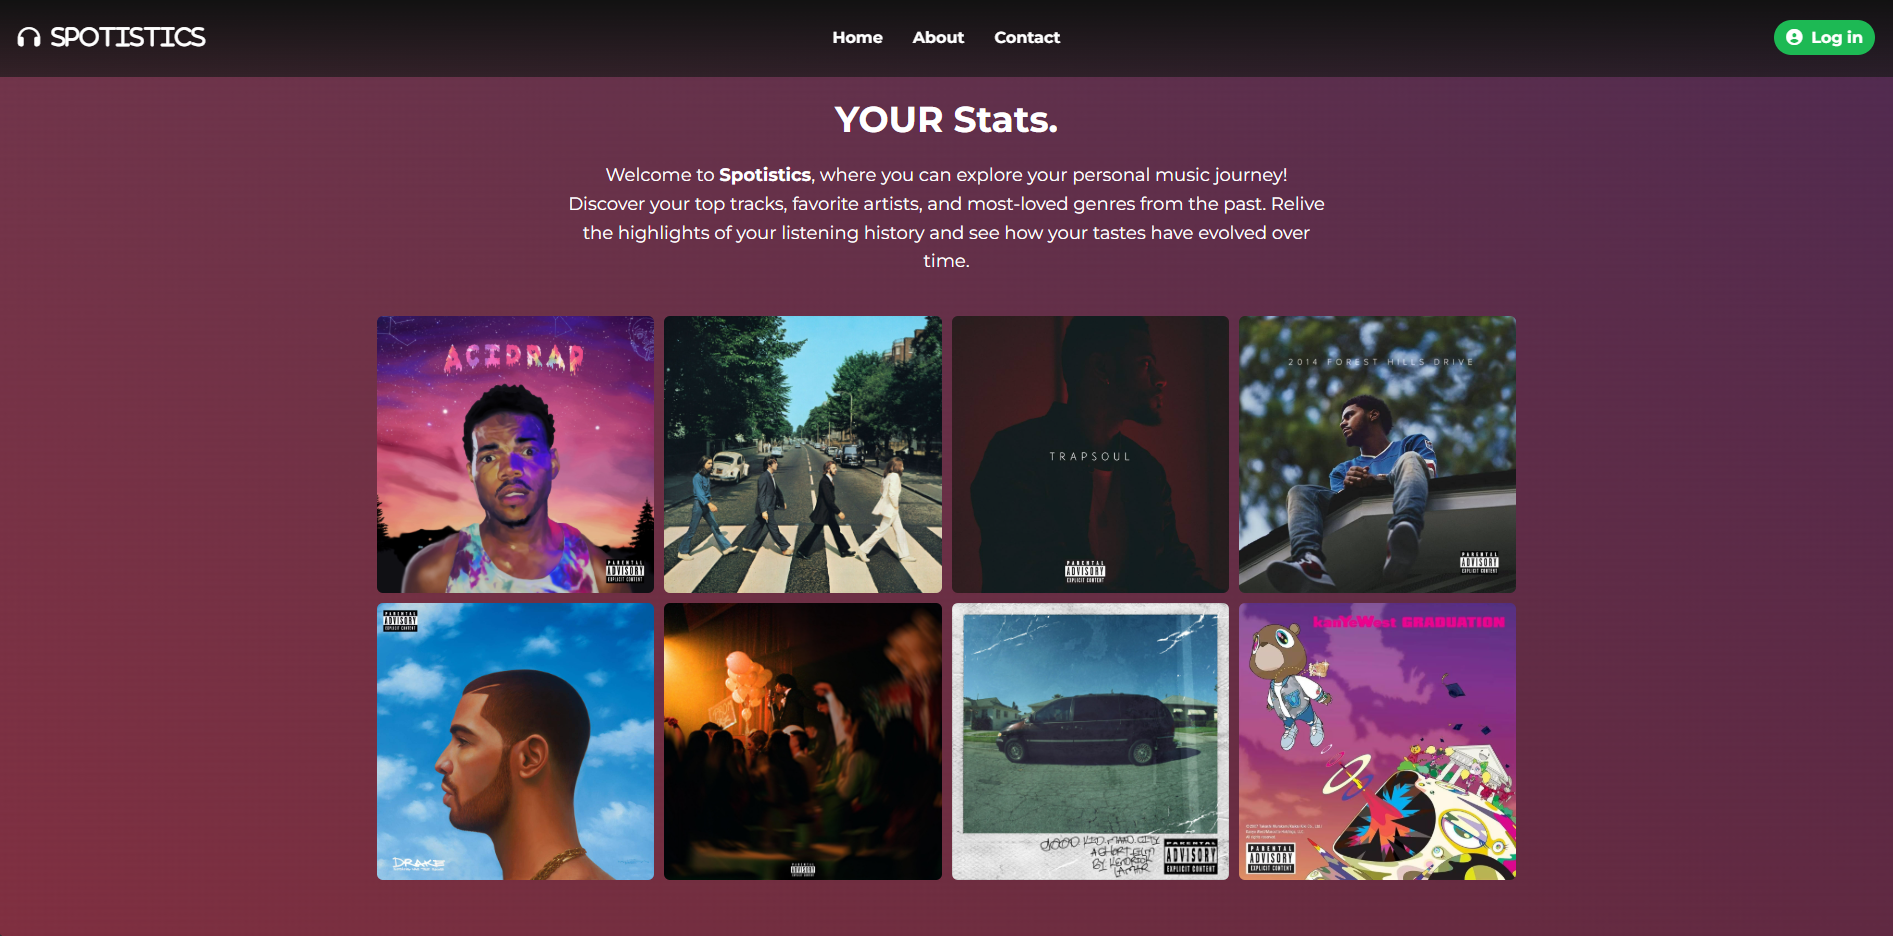 SPOTISTICS
Home About Contact
Log in
YOUR Stats.
Welcome to Spotistics, where you can explore your personal music journey!
Discover your top tracks, favorite artists, and most-loved genres from the past. Relive
the highlights of your listening history and see how your tastes have evolved over
time.
ACIDRAP
PARENTAL
ADVISORY
EXPLICIT CONTENT
TRAPSOUL
PARENTAL
ADVISORY
EXPLICIT CONTENT
2014 FOREST HILLS DRIVE
PARENTAL
ADVISORY
EXPLICIT CONTENT
PARENTAL
ADVISORY
EXPLICIT CONTENT
DRAKE
PARENTAL
ADVISORY
EXPLICIT CONTENT
GOOD KID, MAAD CITY
A SHORT FILM
BY KENDRICK
LAMAR
PARENTAL
ADVISORY
EXPLICIT CONTENT
kanYeWest GRADUATION
PARENTAL
ADVISORY
EXPLICIT CONTENT